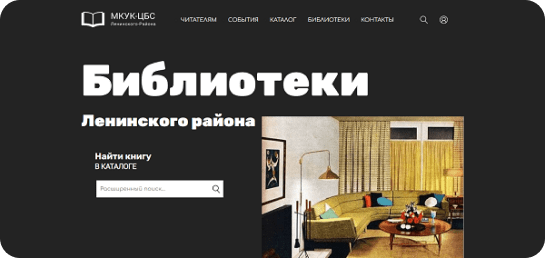 МКУК-ЦБС
Ленинского Района
ЧИТАТЕЛЯМ СОБЫТИЯ КАТАЛОГ БИБЛИОТЕКИ КОНТАКТЫ
Библиотеки
Ленинского района
Найти книгу
В КАТАЛОГЕ
Расширенный поиск...